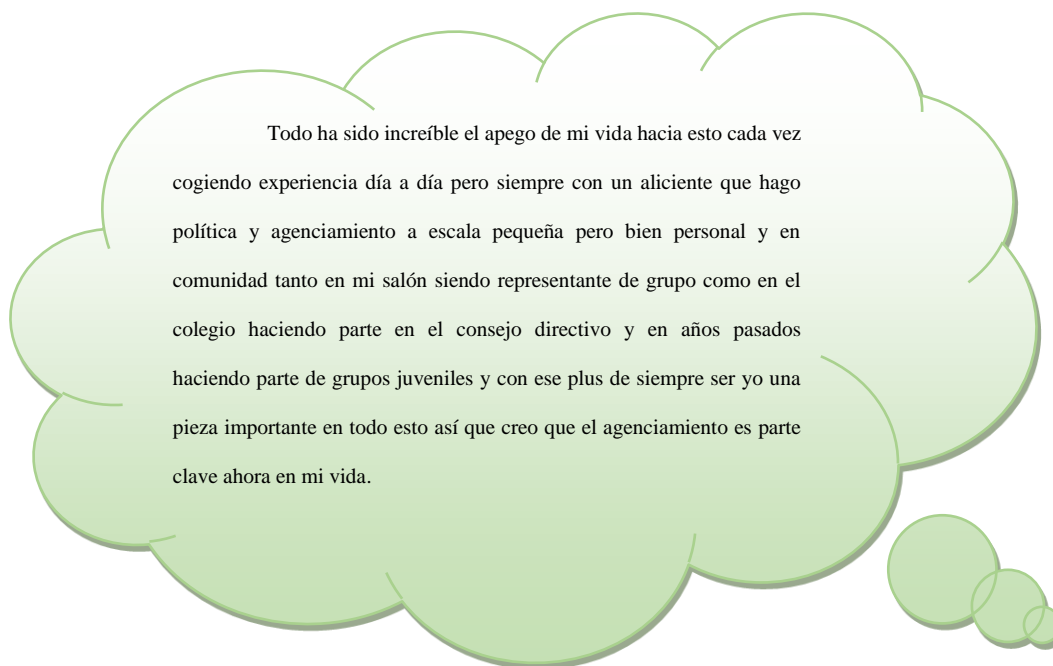 Todo ha sido increíble el apego de mi vida hacia esto cada vez
cogiendo experiencia día a día pero siempre con un aliciente que hago
política y agenciamiento a escala pequeña pero bien personal y en
comunidad tanto en mi salón siendo representante de grupo como en el
colegio haciendo parte en el consejo directivo y en años pasados
haciendo parte de grupos juveniles y con ese plus de siempre ser yo una
pieza importante en todo esto así que creo que el agenciamiento es parte
clave ahora en mi vida.